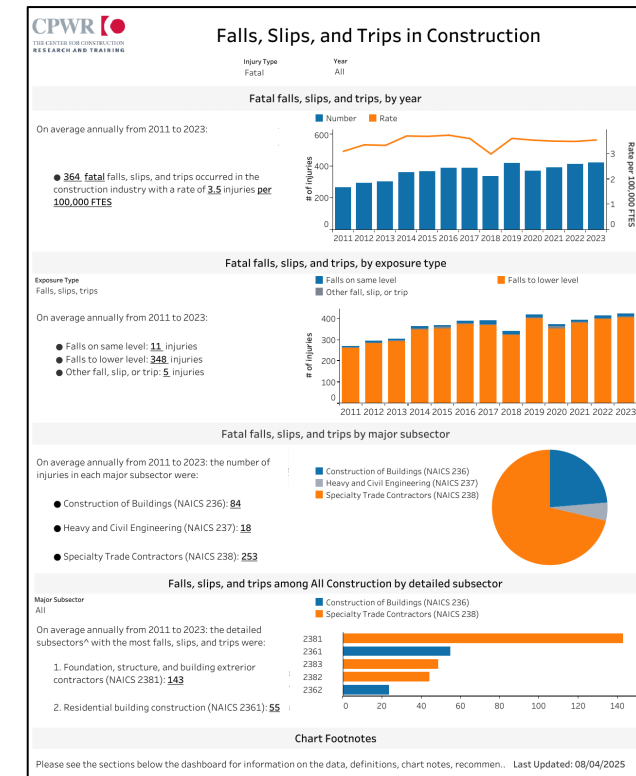 CPWR
THE CENTER FOR CONSTRUCTION
RESEARCH AND TRAINING
Falls, Slips, and Trips in Construction
Injury Type
Fatal
Year
All
Fatal falls, slips, and trips, by year
On average annually from 2011 to 2023:
● 364 fatal falls, slips, and trips occurred in the
construction industry with a rate of 3.5 injuries per
100,000 FTES
Number Rate
# of injuries
600
400
200
0
3
2
1
0
Rate per 100,000 FTES
2011 2012 2013 2014 2015 2016 2017 2018 2019 2020 2021 2022 2023
Fatal falls, slips, and trips, by exposure type
Exposure Type
Falls, slips, trips
On average annually from 2011 to 2023:
● Falls on same level: 11 injuries
● Falls to lower level: 348 injuries
● Other fall, slip, or trip: 5 injuries
Falls on same level
Falls to lower level
Other fall, slip, or trip
# of injuries
400
300
200
100
0
2011 2012 2013 2014 2015 2016 2017 2018 2019 2020 2021 2022 2023
Fatal falls, slips, and trips by major subsector
On average annually from 2011 to 2023: the number of
injuries in each major subsector were:
● Construction of Buildings (NAICS 236): 84
● Heavy and Civil Engineering (NAICS 237): 18
● Specialty Trade Contractors (NAICS 238): 253
Construction of Buildings (NAICS 236)
Heavy and Civil Engineering (NAICS 237)
Specialty Trade Contractors (NAICS 238)
Falls, slips, and trips among All Construction by detailed subsector
Major Subsector
All
On average annually from 2011 to 2023: the detailed
subsectors^ with the most falls, slips, and trips were:
1. Foundation, structure, and building extrerior
contractors (NAICS 2381): 143
2. Residential building construction (NAICS 2361): 55
Construction of Buildings (NAICS 236)
Specialty Trade Contractors (NAICS 238)
2381
2361
2383
2382
2362
0 20 40 60 80 100 120 140
Chart Footnotes
Please see the sections below the dashboard for information on the data, definitions, chart notes, recommen.. Last Updated: 08/04/2025